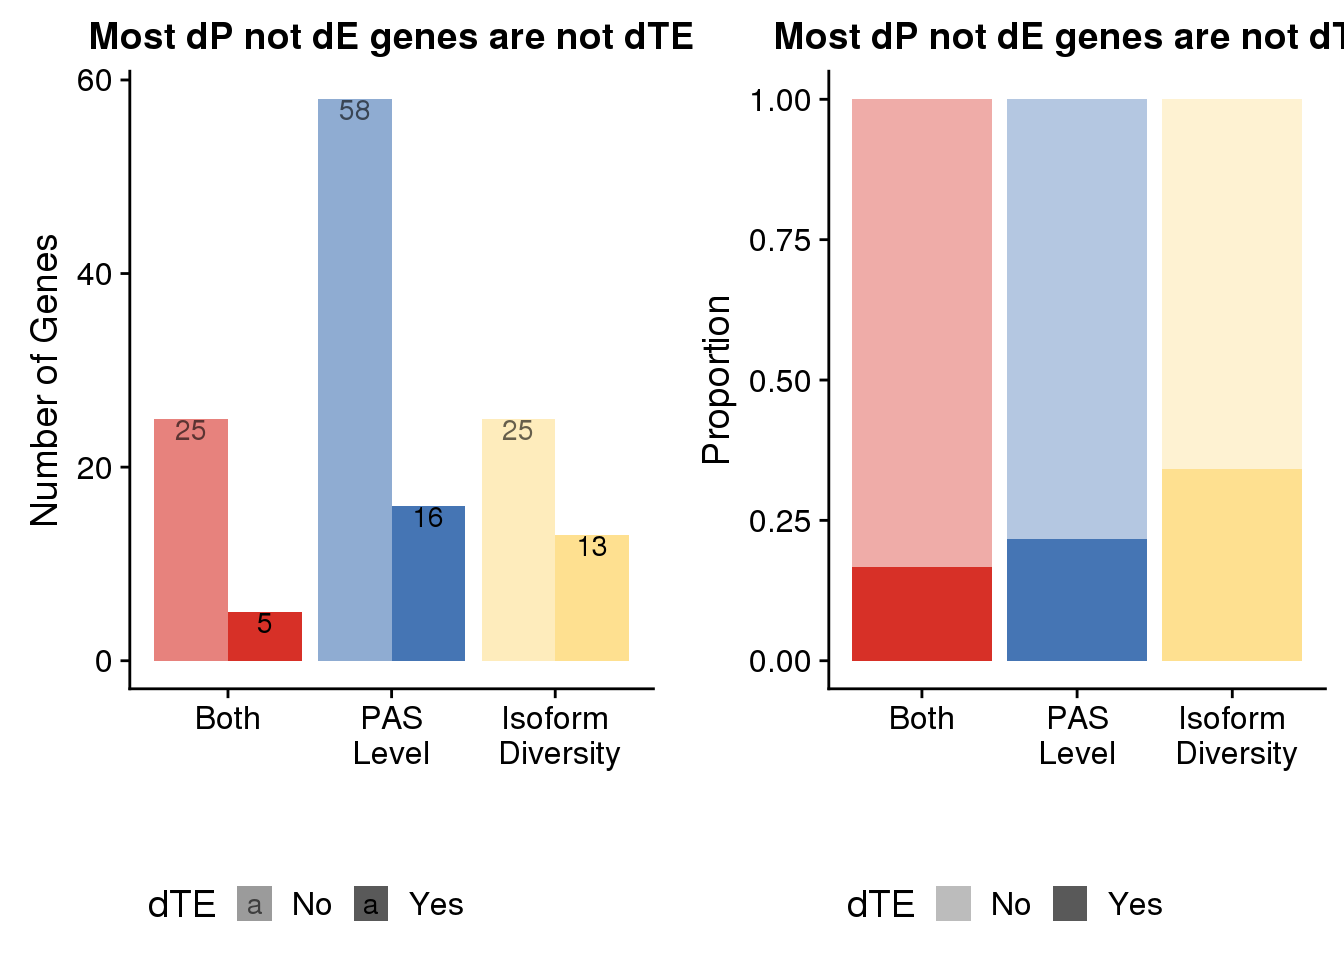 Most dP not dE genes are not dTE
Number of Genes
60
40
20
0
25
5
58
16
25
13
Both
PAS
Level
Isoform
Diversity
dTE a No a Yes
Most dP not dE genes are not dT
Proportion
1.00
0.75
0.50
0.25
0.00
Both
PAS
Level
Isoform
Diversity
dTE No Yes